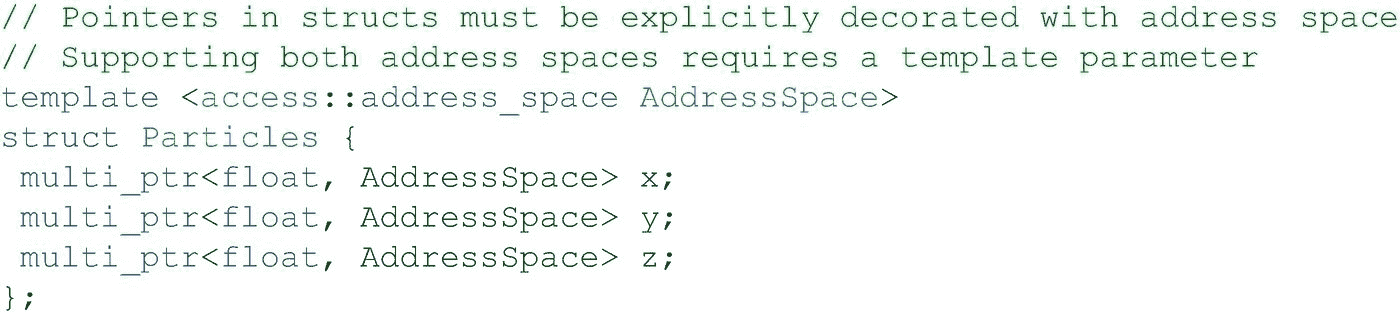 // Pointers in structs must be explicitly decorated with address space
// Supporting both address spaces requires a template parameter
template <access::address_space AddressSpace>
struct Particles {
 multi_ptr<float, AddressSpace> x;
 multi_ptr<float, AddressSpace> y;
 multi_ptr<float, AddressSpace> z;
};